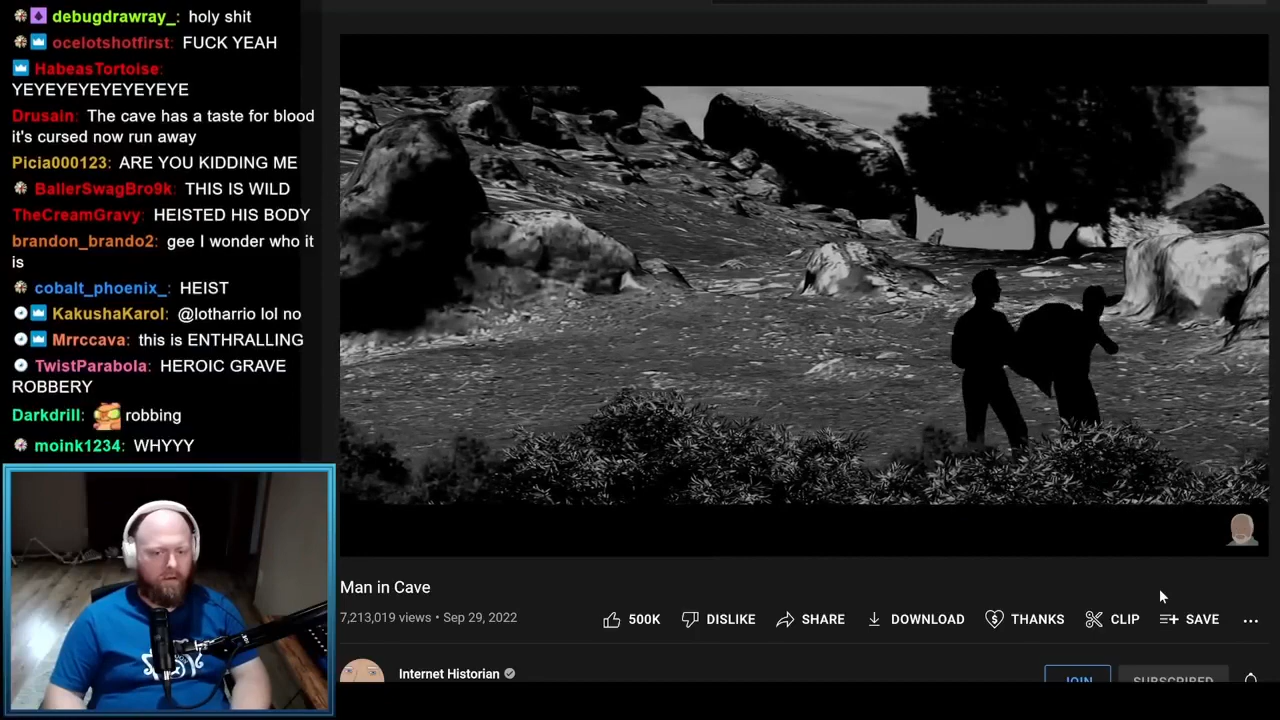 debugdrawray_: holy shit
ocelotshotfirst: FUCK YEAH
HabeasTortoise:
YEYEYEYEYEYEYEYE
Drusain: The cave has a taste for blood
it's cursed now run away
Picia000123: ARE YOU KIDDING ME
BallerSwagBro9k: THIS IS WILD
TheCreamGravy: HEISTED HIS BODY
brandon_brando2: gee I wonder who it
is
cobalt_phoenix_: HEIST
KakushaKarol: @lotharrio lol no
Mrrccava: this is ENTHRALLING
TwistParabola: HEROIC GRAVE
ROBBERY
Darkdrill: robbing
moink1234: WHYYY
Man in Cave
7,213,019 views • Sep 29, 2022
500K
DISLIKE
SHARE
DOWNLOAD
THANKS
CLIP
SAVE
Internet Historian
JOIN
SUBSCRIBED